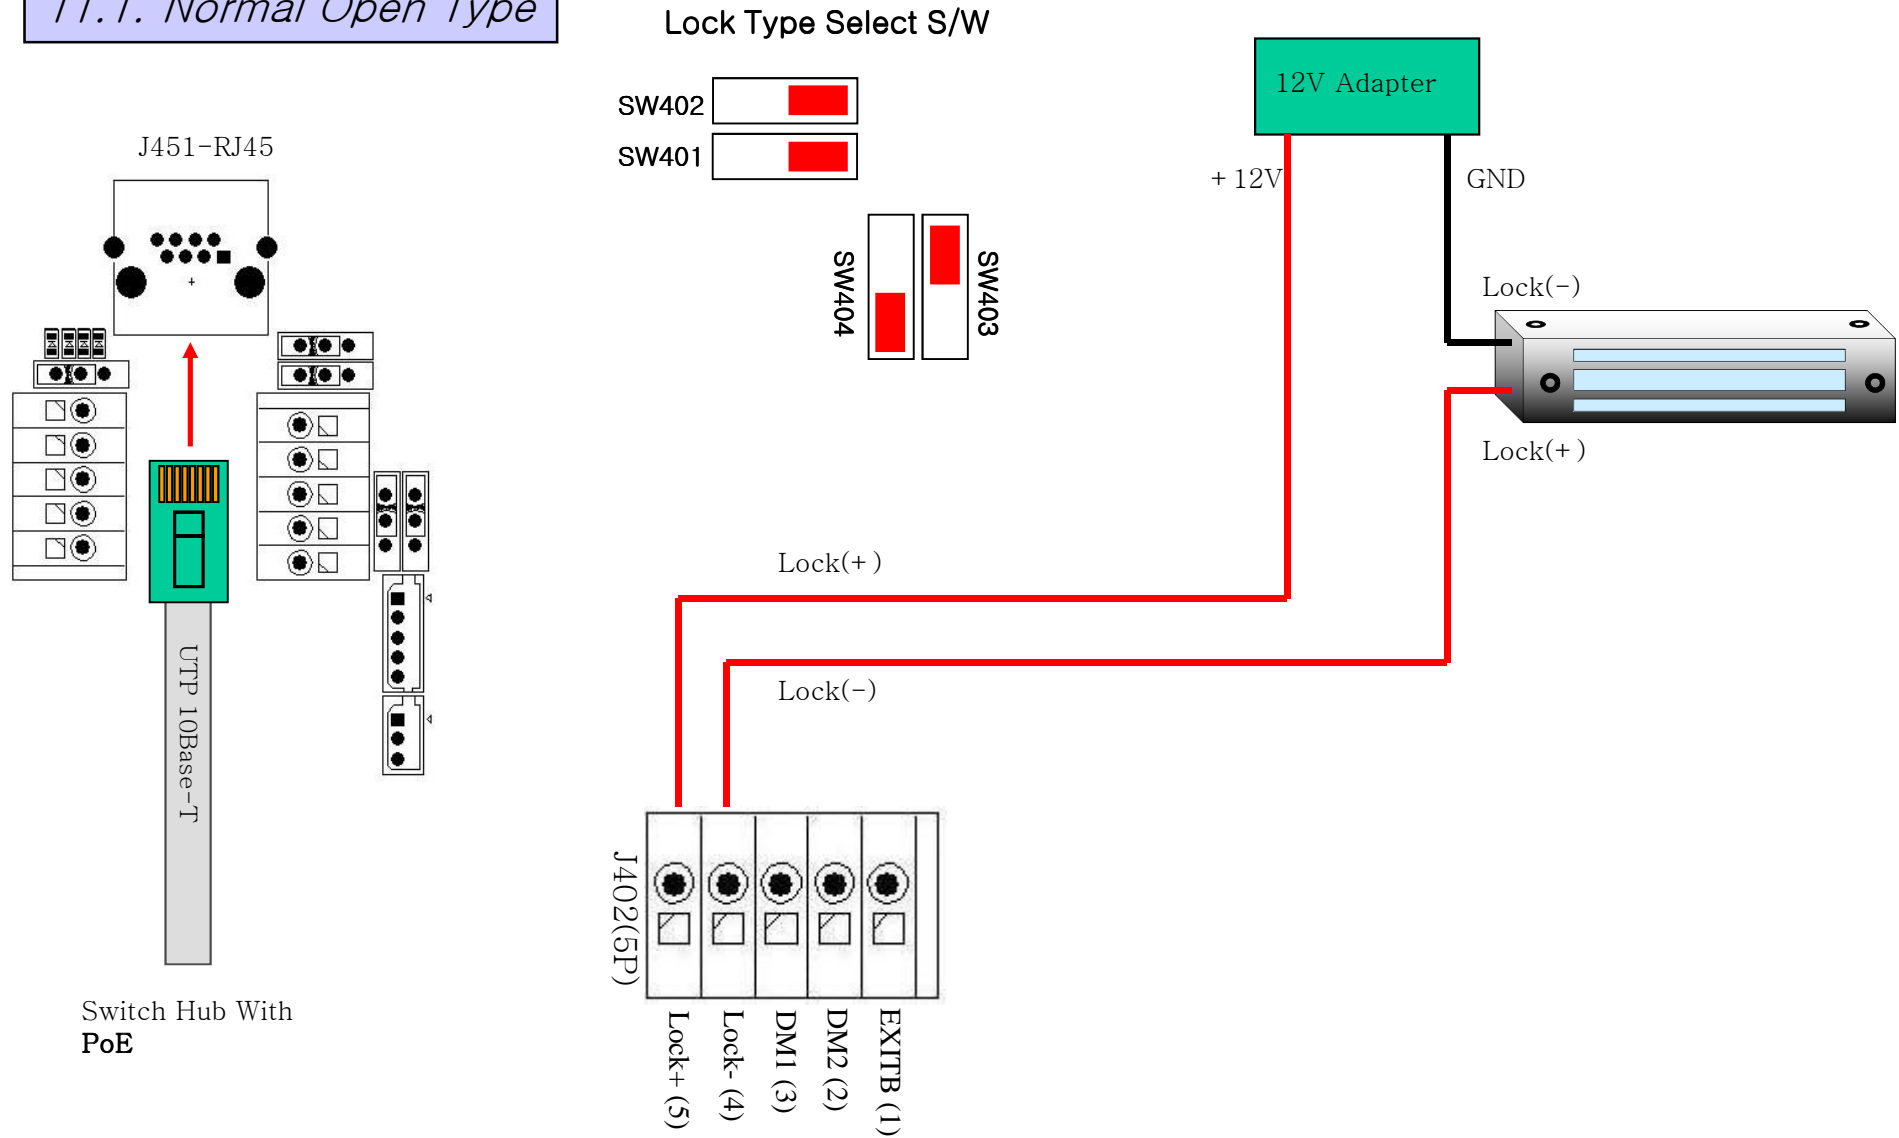 11.1. Normal Open Type
Lock Type Select S/W
SW402
SW401
SW404
SW403
12V Adapter
+12V
GND
J451-RJ45
Lock(-)
Lock(+)
Lock(+)
Lock(-)
UTP 10Base-T
J402(5P)
Lock+ (5)
Lock- (4)
DM1 (3)
DM2 (2)
EXITB (1)
Switch Hub With
PoE